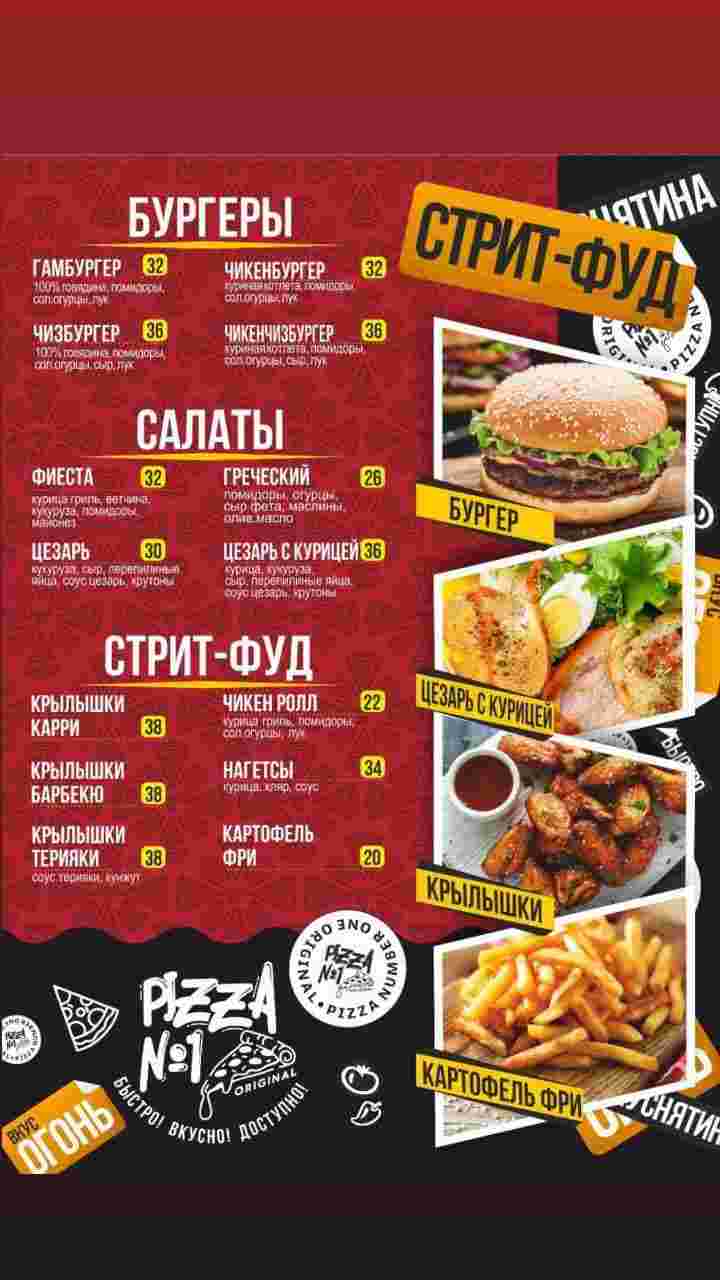 БУРГЕРЫ
ГАМБУРГЕР 32
100% говядина, помидоры,
сол.огурцы, лук
ЧИКЕНБУРГЕР 32
куриная котлета, помидоры,
сол.огурцы, лук
ЧИЗБУРГЕР 36
100% говядина, помидоры,
сол.огурцы, сыр, лук
ЧИКЕНЧИЗБУРГЕР 36
куриная котлета, помидоры,
сол.огурцы, сыр, лук
САЛАТЫ
ФИЕСТА 32
курица гриль, ветчина,
кукуруза, помидоры,
майонез
ГРЕЧЕСКИЙ 26
помидоры, огурцы,
сыр фета, маслины,
олив.масло
ЦЕЗАРЬ 30
кукуруза, сыр, перепилиные
яйца, соус цезарь, крутоны
ЦЕЗАРЬ С КУРИЦЕЙ 36
курица, кукуруза,
сыр, перепилиные яйца,
соус цезарь, крутоны
СТРИТ-ФУД
КРЫЛЫШКИ
КАРРИ 38
ЧИКЕН РОЛЛ 22
курица гриль, помидоры,
сол.огурцы, лук
КРЫЛЫШКИ
БАРБЕКЮ 38
НАГЕТСЫ 34
курица, кляр, соус
КРЫЛЫШКИ
ТЕРИЯКИ 38
соус терияки, кунжут
КАРТОФЕЛЬ
ФРИ 20
СТРИТ-ФУД
БУРГЕР
ЦЕЗАРЬ С КУРИЦЕЙ
КРЫЛЫШКИ
КАРТОФЕЛЬ ФРИ
PIZZA
№1
ORIGINAL
БЫСТРО! ВКУСНО! ДОСТУПНО!
PIZZA NUMBER ONE ORIGINAL
PIZZA
№1
ВКУС
ОГОНЬ